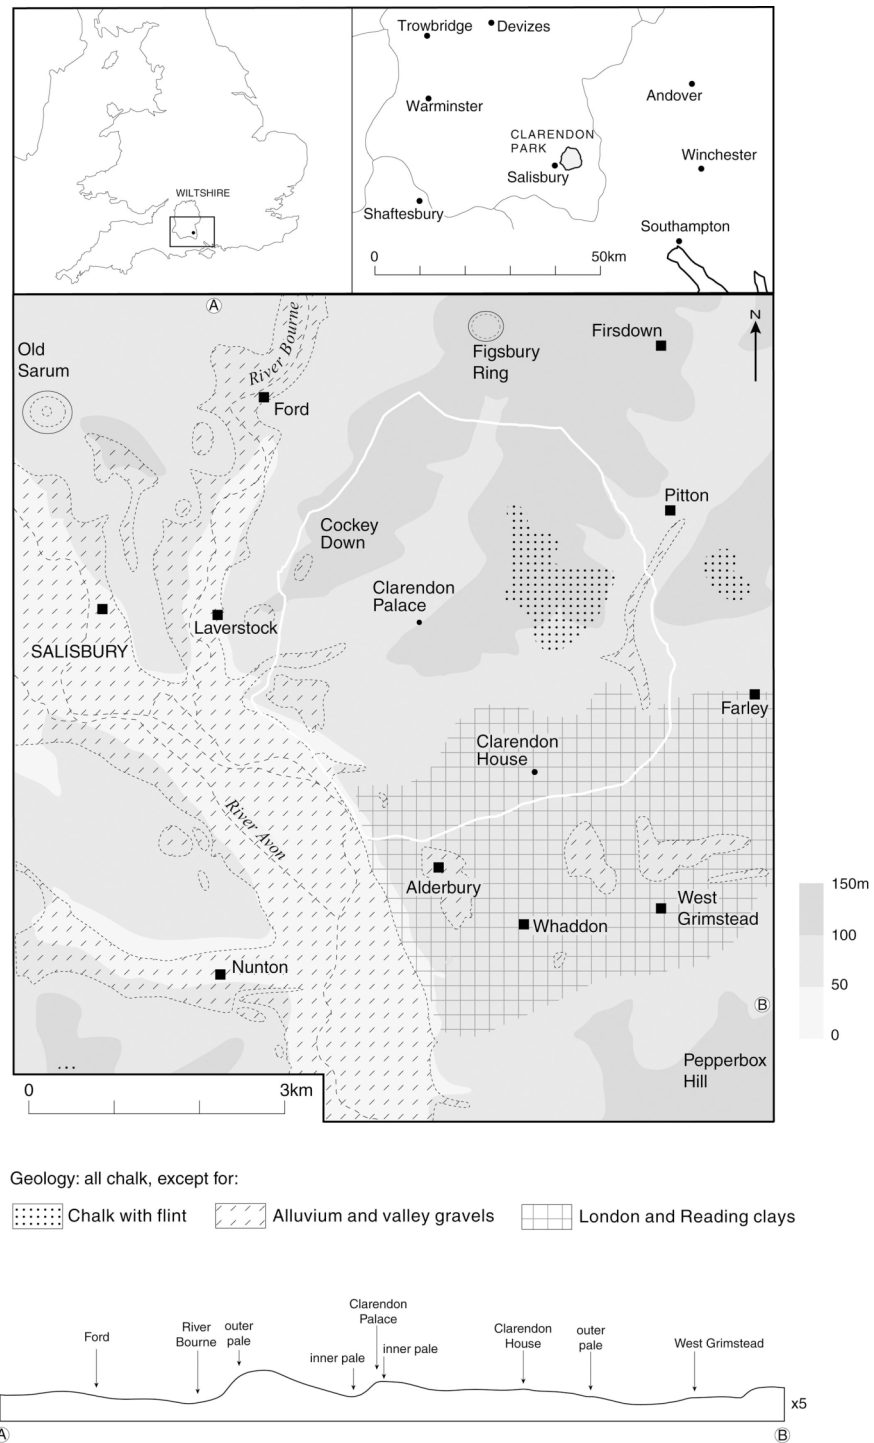 WILTSHIRE
Trowbridge
Devizes
Warminster
Andover
CLARENDON
PARK
Winchester
Salisbury
Shaftesbury
Southampton
0
50km
A
N
Old
Sarum
River Bourne
Figsbury
Ring
Firsdown
Ford
Pitton
Cockey
Down
Clarendon
Palace
Laverstock
SALISBURY
Farley
Clarendon
House
River Avon
Alderbury
West
Grimstead
Whaddon
Nunton
B
Pepperbox
Hill
150m
100
50
0
0
3km
Geology: all chalk, except for:
Chalk with flint
Alluvium and valley gravels
London and Reading clays
Ford
River
Bourne
outer
pale
inner pale
Clarendon
Palace
inner pale
Clarendon
House
outer
pale
West Grimstead
x5
A
B